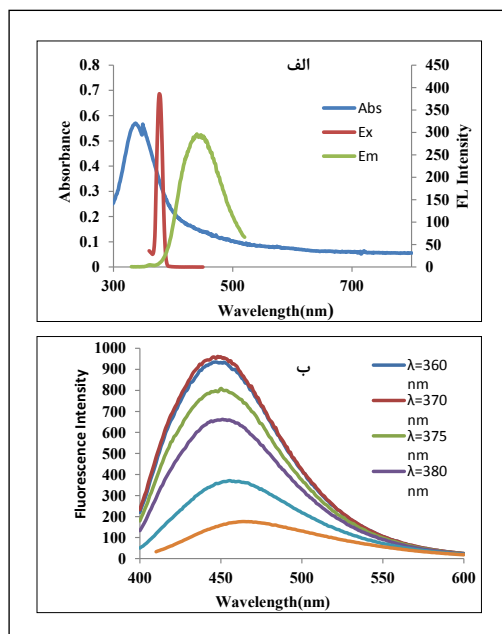 الف
0.8
0.7
0.6
0.5
0.4
0.3
0.2
0.1
0
Absorbance
Abs
Ex
Em
450
400
350
300
250
200
150
100
50
0
FL Intensity
300 500 700
Wavelength(nm)
ب
1000
900
800
700
600
500
400
300
200
100
0
Fluorescence Intensity
λ=360
nm
λ=370
nm
λ=375
nm
λ=380
nm
400 450 500 550 600
Wavelength(nm)